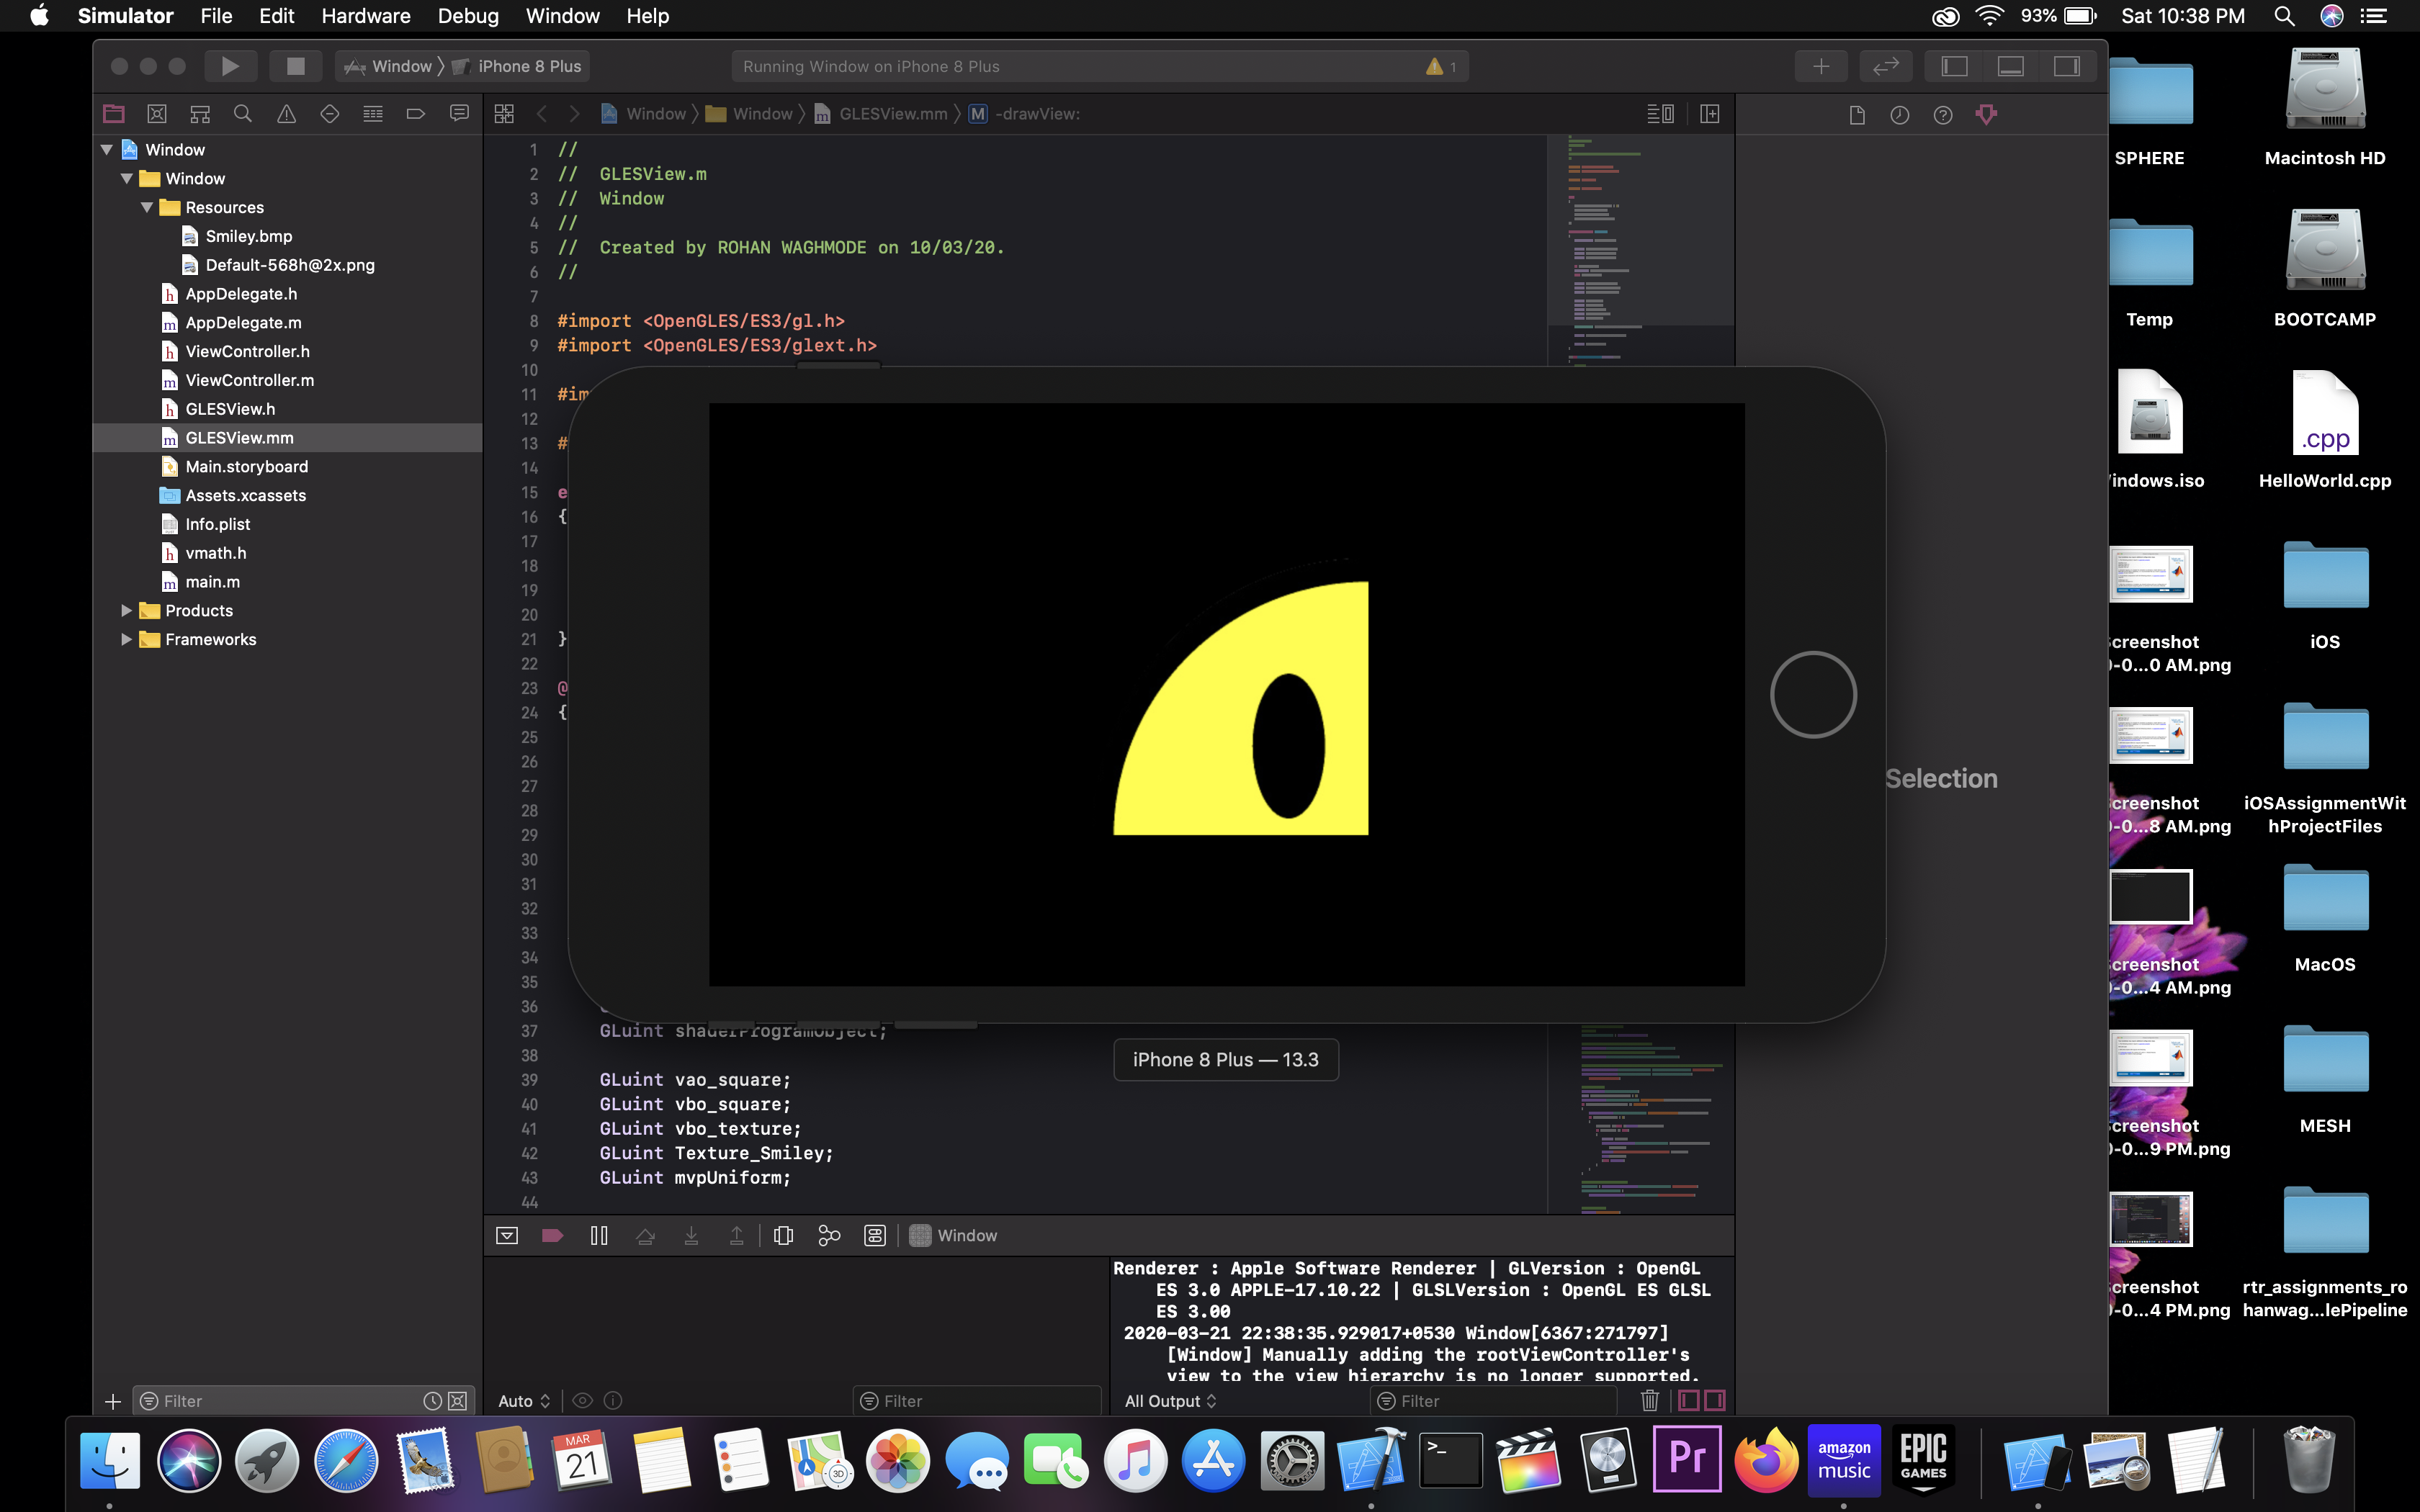 Simulator File Edit Hardware Debug Window Help
93% Sat 10:38 PM
Window iPhone 8 Plus
Running Window on iPhone 8 Plus
1
Window Window GLESView.mm M -drawView:
Window
Window
Resources
Smiley.bmp
Default-568h@2x.png
AppDelegate.h
AppDelegate.m
ViewController.h
ViewController.m
GLESView.h
GLESView.mm
Main.storyboard
Assets.xcassets
Info.plist
vmath.h
main.m
Products
Frameworks
1 //
2 // GLESView.m
3 // Window
4 //
5 // Created by ROHAN WAGHMODE on 10/03/20.
6 //
7
8 #import <OpenGLES/ES3/gl.h>
9 #import <OpenGLES/ES3/glext.h>
10
11 #im
12
13 #
14
15 e
16 {
17
18
19
20
21 }
22
23 @
24 {
25
26
27
28
29
30
31
32
33
34
35
36
37 GLuint shaderProgramObject;
38
39 GLuint vao_square;
40 GLuint vbo_square;
41 GLuint vbo_texture;
42 GLuint Texture_Smiley;
43 GLuint mvpUniform;
44
iPhone 8 Plus — 13.3
Selection
Window
Renderer : Apple Software Renderer | GLVersion : OpenGL
ES 3.0 APPLE-17.10.22 | GLSLVersion : OpenGL ES GLSL
ES 3.00
2020-03-21 22:38:35.929017+0530 Window[6367:271797]
[Window] Manually adding the rootViewController's
view to the view hierarchy is no longer supported.
Filter
Auto
Filter
All Output
Filter
SPHERE
Macintosh HD
Temp
BOOTCAMP
indows.iso
.cpp
HelloWorld.cpp
creenshot
0-0...0 AM.png
iOS
creenshot
0-0...8 AM.png
iOSAssignmentWit
hProjectFiles
creenshot
0-0...4 AM.png
MacOS
creenshot
0-0...9 PM.png
MESH
creenshot
0-0...4 PM.png
rtr_assignments_ro
hanwag...lePipeline
MAR
21
3D
Pr
amazon
music
EPIC
GAMES